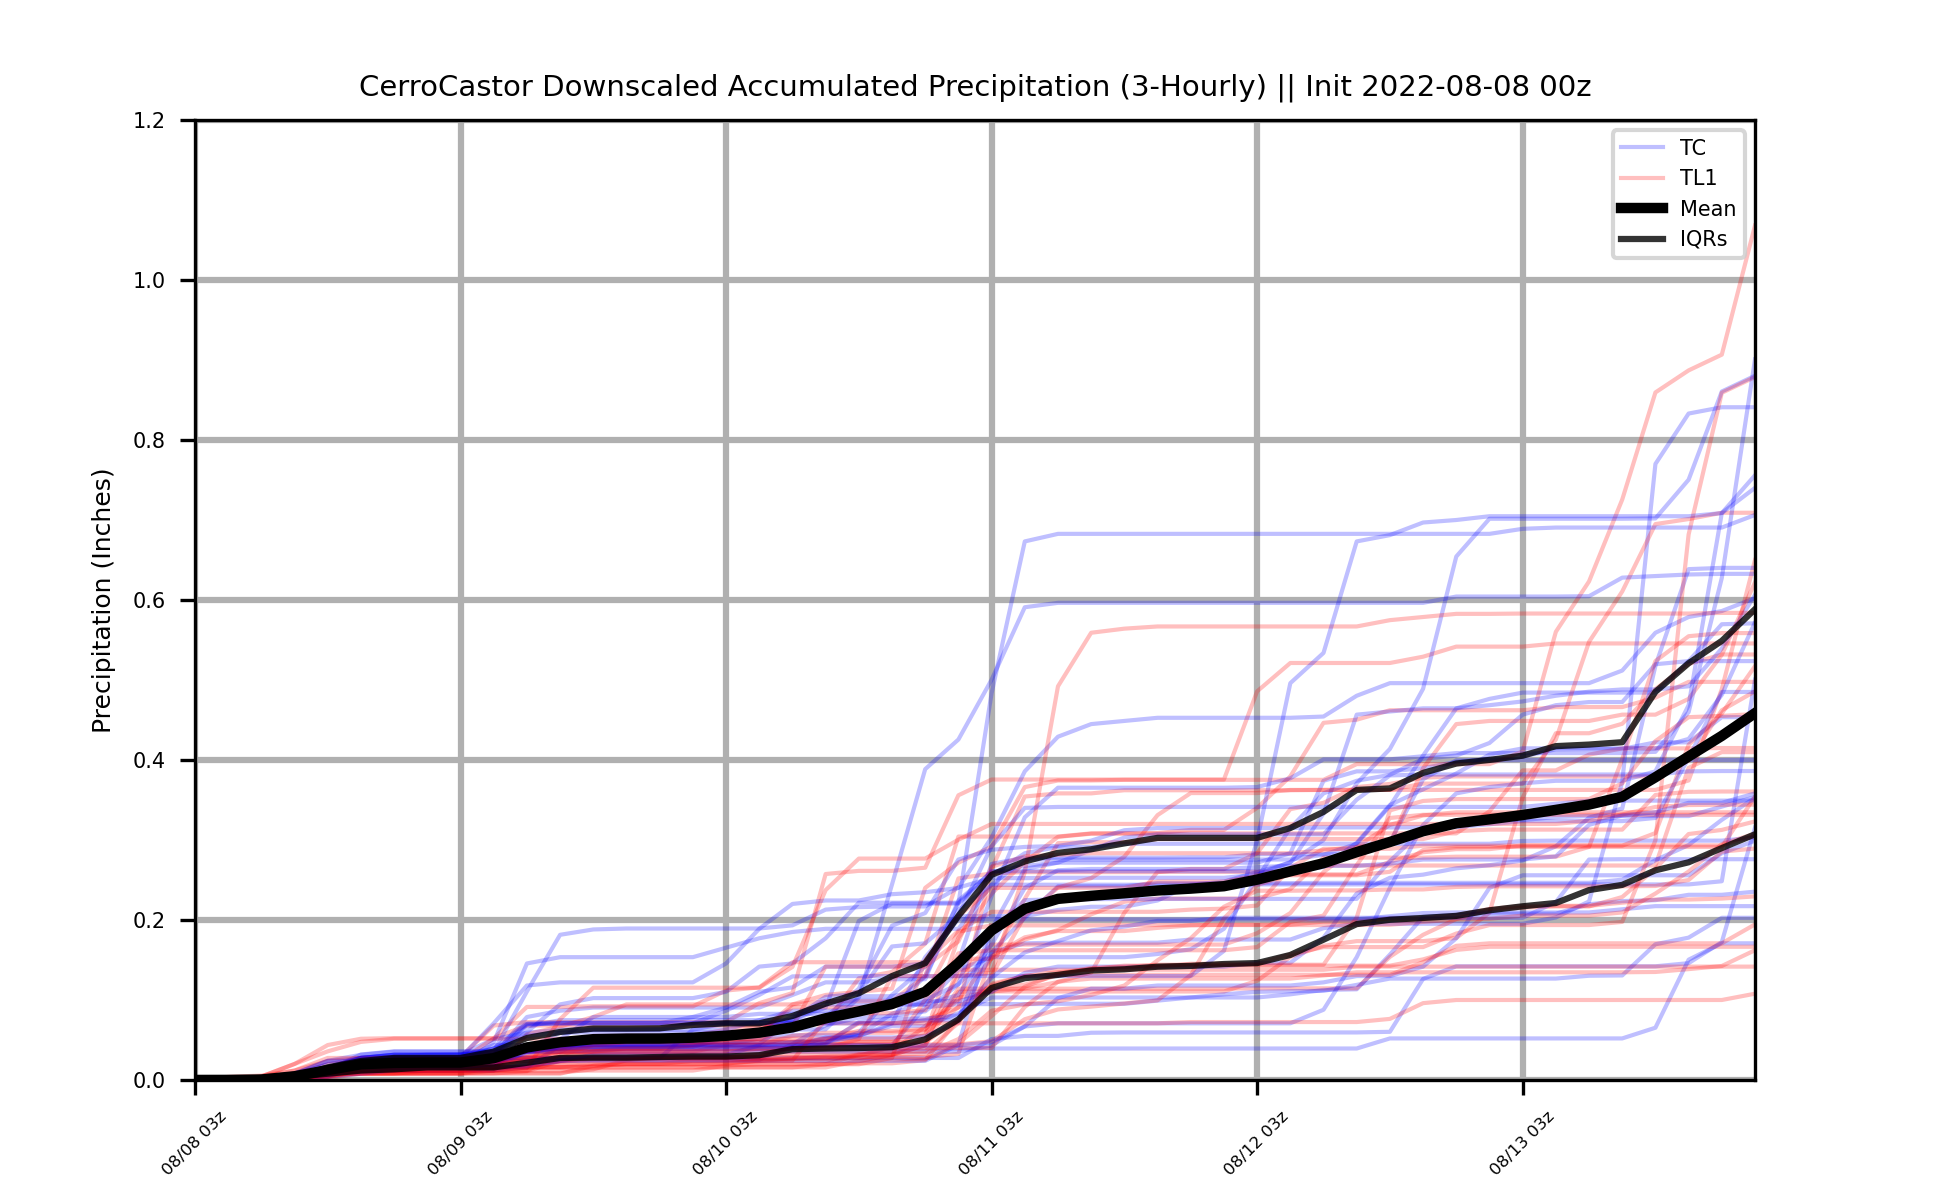 CerroCastor Downscaled Accumulated Precipitation (3-Hourly) || Init 2022-08-08 00z
1.2
1.0
0.8
0.6
0.4
0.2
0.0
Precipitation (Inches)
TC
TL1
Mean
IQRs
08/08 03z
08/09 03z
08/10 03z
08/11 03z
08/12 03z
08/13 03z